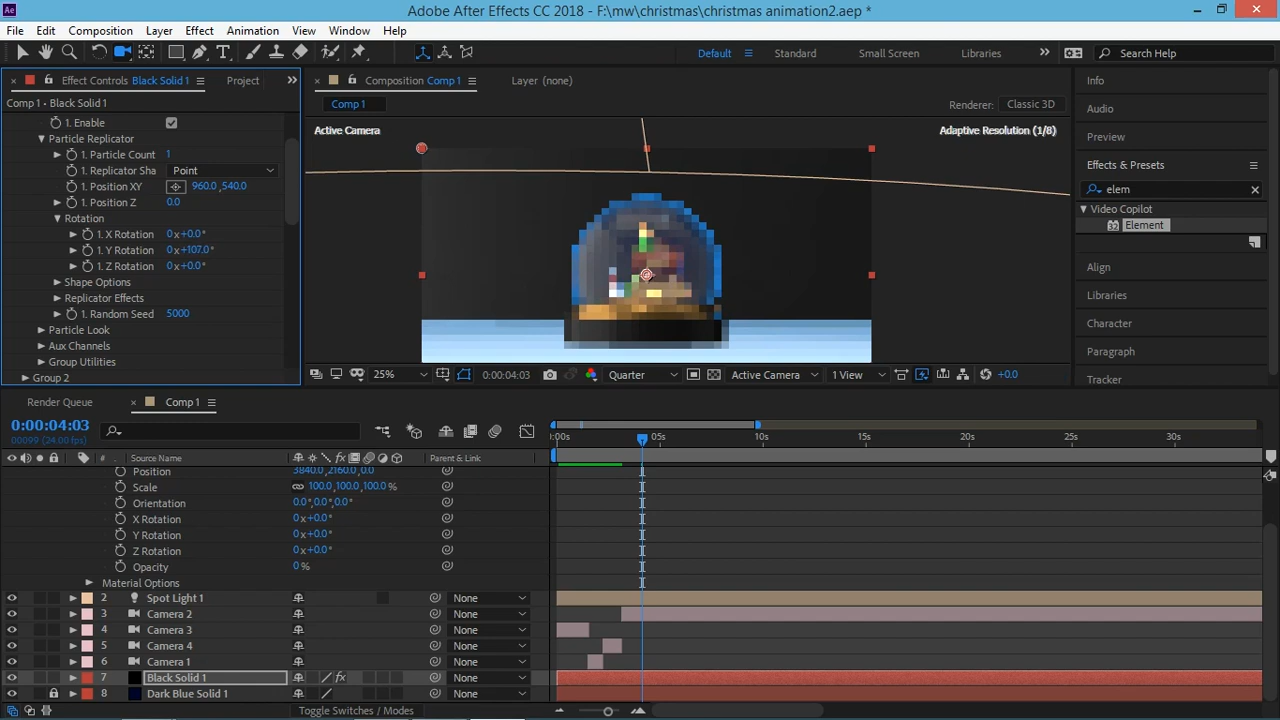 Ae Adobe After Effects CC 2018 - F:\mw\christmas\christmas animation2.aep *
File Edit Composition Layer Effect Animation View Window Help
Default Standard Small Screen Libraries Search Help
Effect Controls Black Solid 1 Project
Composition Comp 1 Layer (none)
Comp 1 • Black Solid 1
Comp 1 Renderer: Classic 3D
Active Camera Adaptive Resolution (1/8)
1. Enable
Particle Replicator
1. Particle Count 1
1. Replicator Sha Point
1. Position XY 960.0,540.0
1. Position Z 0.0
Rotation
1. X Rotation 0x+0.0°
1. Y Rotation 0x+107.0°
1. Z Rotation 0x+0.0°
Shape Options
Replicator Effects
1. Random Seed 5000
Particle Look
Aux Channels
Group Utilities
Group 2
25% 0:00:04:03 Quarter Active Camera 1 View +0.0
Info
Audio
Preview
Effects & Presets
elem
Video Copilot
32 Element
Align
Libraries
Character
Paragraph
Tracker
Render Queue Comp 1
0:00:04:03
00099 (24.00 fps)
:00s 05s 10s 15s 20s 25s 30s
# Source Name Parent & Link
Position 3840.0,2160.0,0.0
Scale 100.0,100.0,100.0%
Orientation 0.0°,0.0°,0.0°
X Rotation 0x+0.0°
Y Rotation 0x+0.0°
Z Rotation 0x+0.0°
Opacity 0%
Material Options
2 Spot Light 1 None
3 Camera 2 None
4 Camera 3 None
5 Camera 4 None
6 Camera 1 None
7 Black Solid 1 fx None
8 Dark Blue Solid 1 None
Toggle Switches / Modes